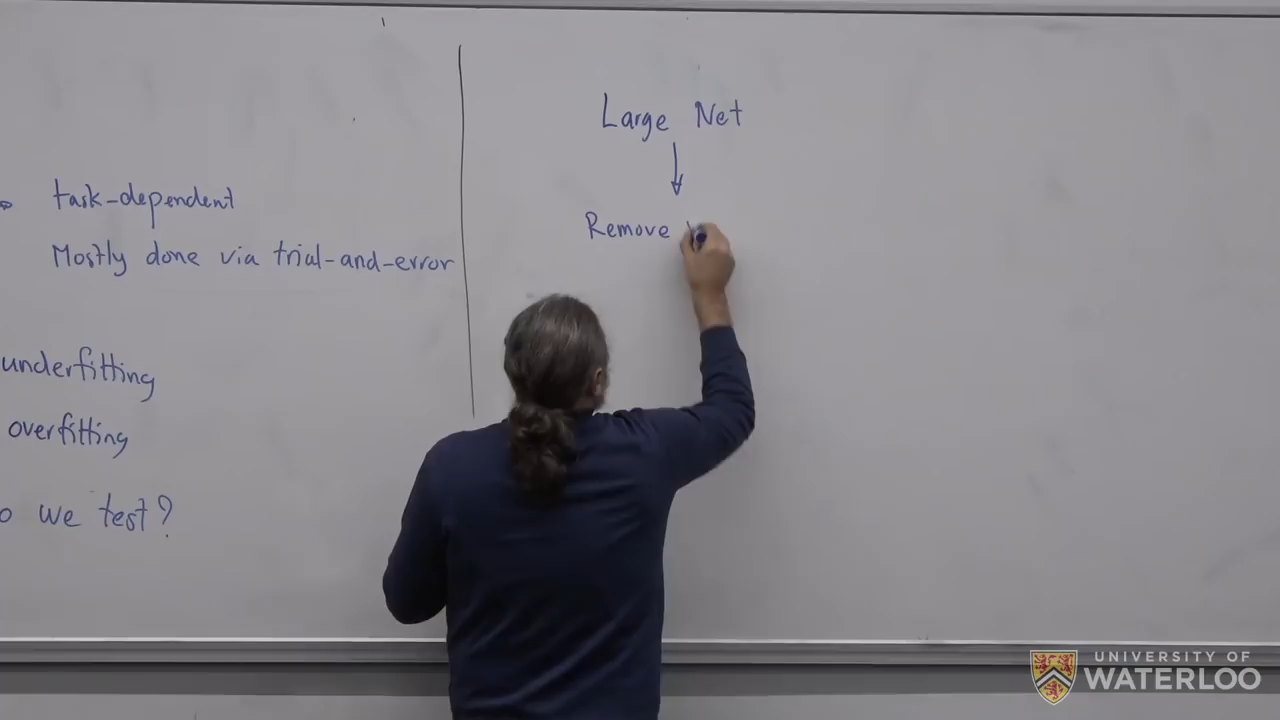 task-dependent
Mostly done via trial-and-error
underfitting
overfitting
we test?
Large Net
Remove
UNIVERSITY OF
WATERLOO